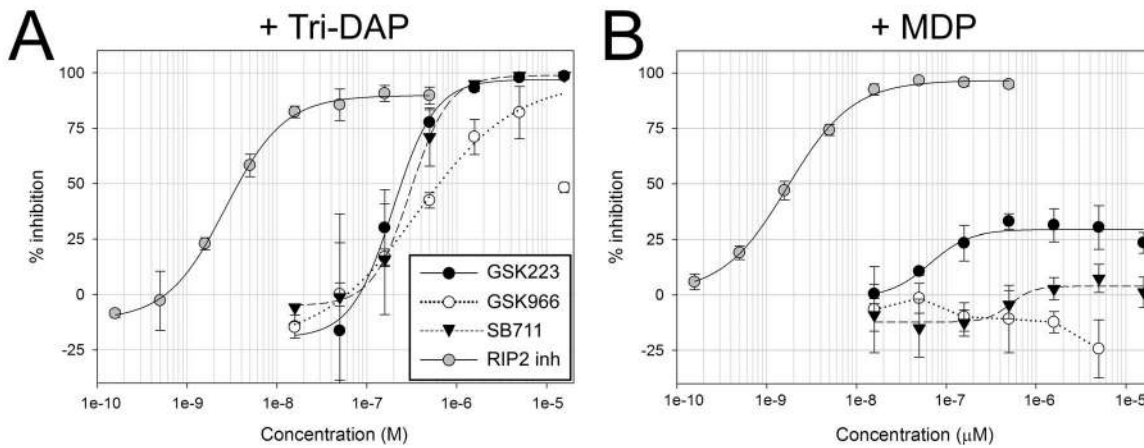 A
+ Tri-DAP
100
75
50
25
0
-25
% inhibition
1e-10 1e-9 1e-8 1e-7 1e-6 1e-5
Concentration (M)
GSK223
GSK966
SB711
RIP2 inh
B
+ MDP
100
75
50
25
0
-25
% inhibition
1e-10 1e-9 1e-8 1e-7 1e-6 1e-5
Concentration (µM)